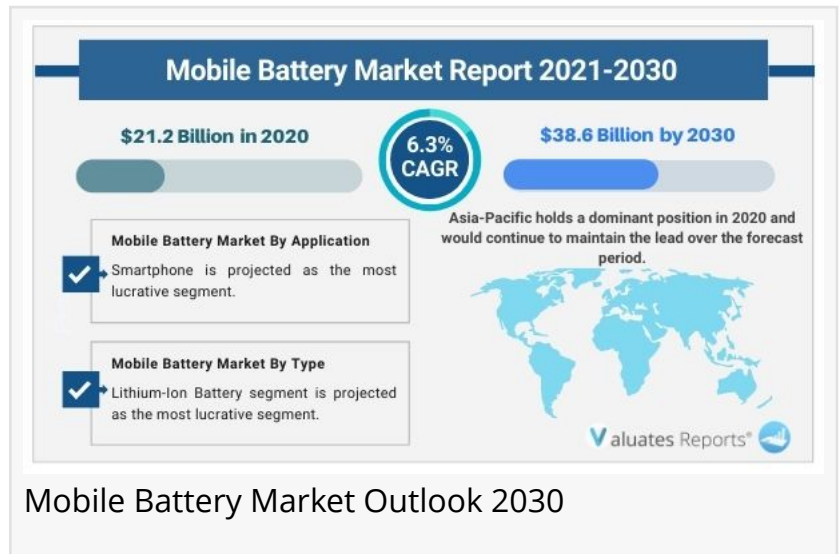 Mobile Battery Market Report 2021-2030
$21.2 Billion in 2020
6.3%
CAGR
$38.6 Billion by 2030
Asia-Pacific holds a dominant position in 2020 and
would continue to maintain the lead over the forecast
period.
Mobile Battery Market By Application
Smartphone is projected as the most
lucrative segment.
Mobile Battery Market By Type
Lithium-Ion Battery segment is projected
as the most lucrative segment.
Valuates Reports®
Mobile Battery Market Outlook 2030